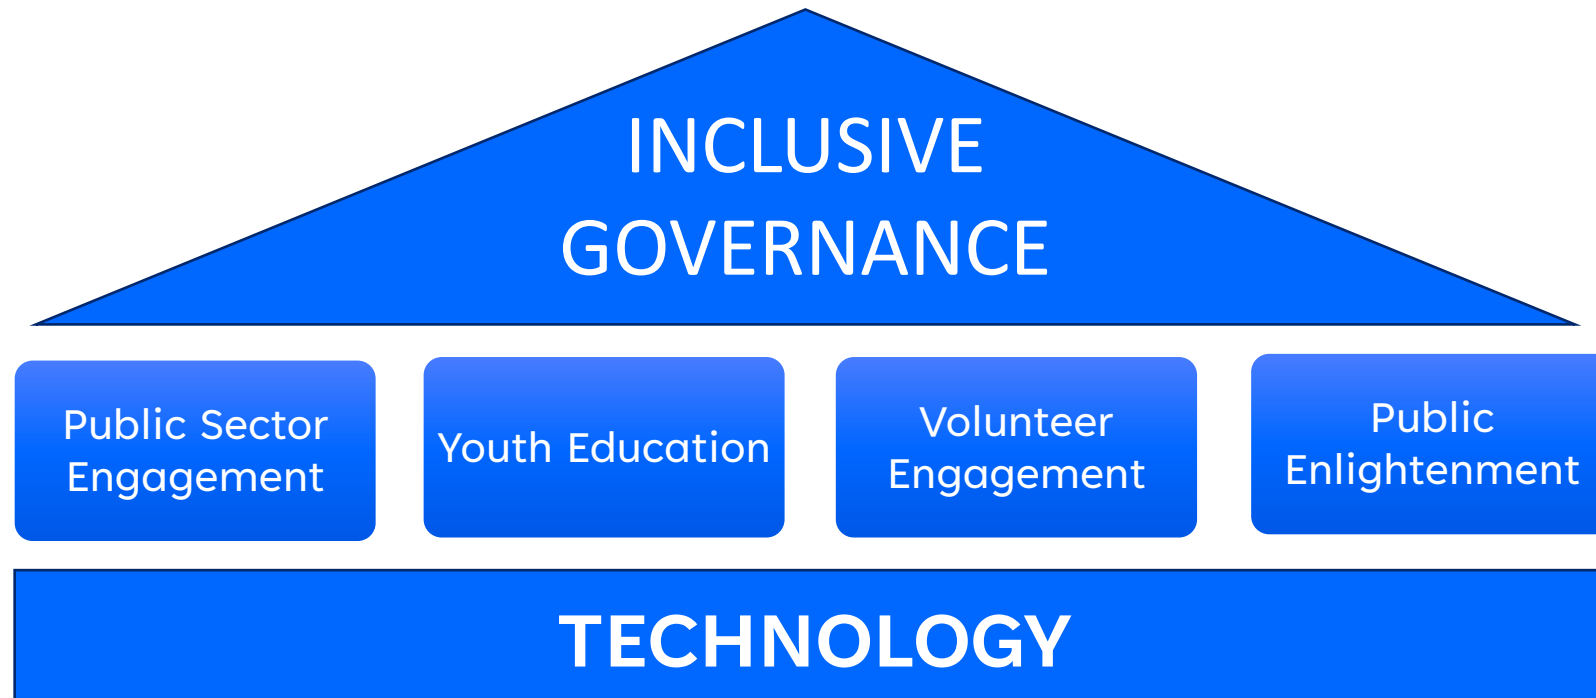 INCLUSIVE
GOVERNANCE
Public Sector
Engagement
Youth Education
Volunteer
Engagement
Public
Enlightenment
TECHNOLOGY